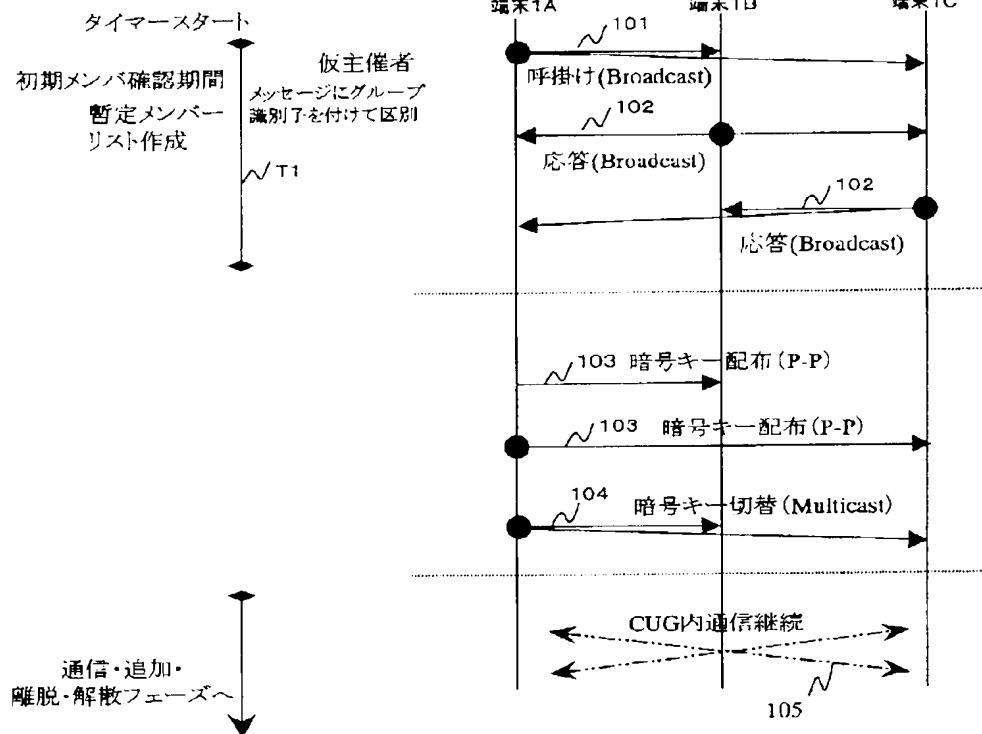 端末1A
端末1B
端末1C
タイマースタート
101
初期メンバ確認期間
仮主催者
呼掛け(Broadcast)
メッセージにグループ
識別子を付けて区別
暫定メンバー
リスト作成
102
応答(Broadcast)
T1
102
応答(Broadcast)
103 暗号キー配布(P-P)
103 暗号キー配布(P-P)
104 暗号キー切替(Multicast)
CUG内通信継続
通信・追加・
離脱・解散フェーズへ
105